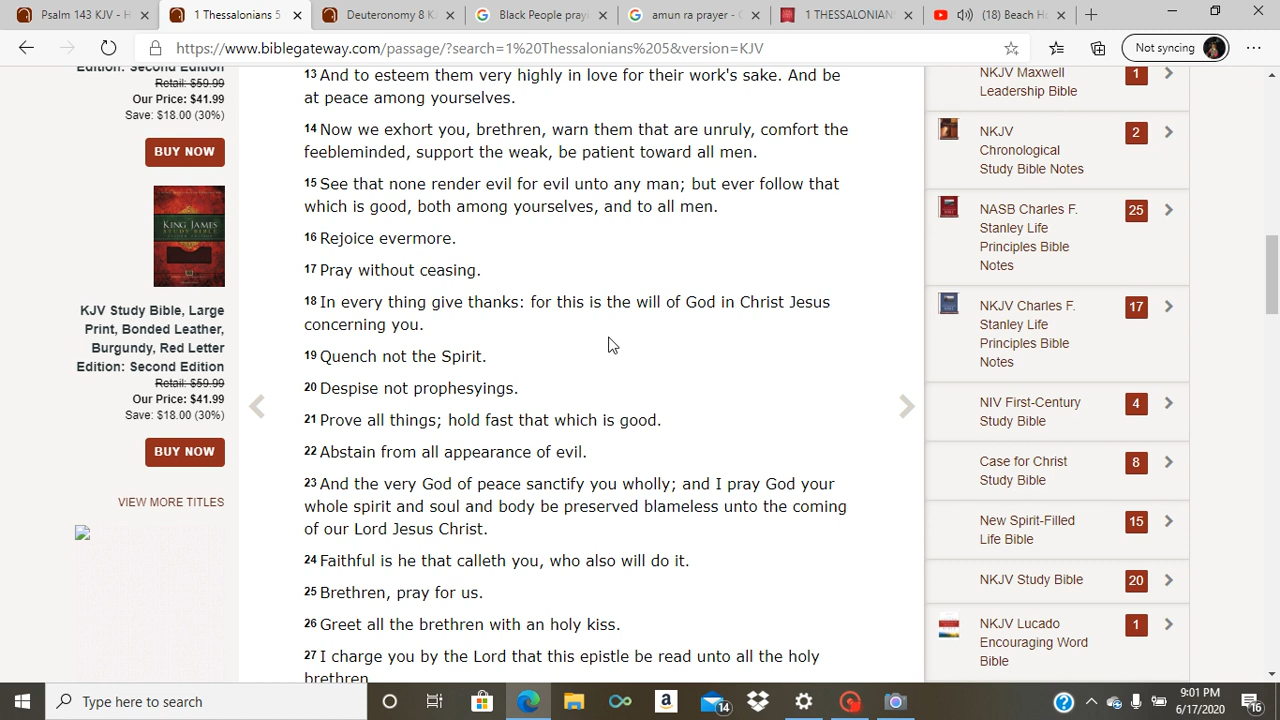 Psalm 143 KJV - H
1 Thessalonians 5
Deuteronomy 8 KJ
Black People prayi
amun ra prayer - G
1 THESSALONIAN
(18) Beach Ho
https://www.biblegateway.com/passage/?search=1%20Thessalonians%205&version=KJV
Not syncing
Edition: Second Edition
Retail: $59.99
Our Price: $41.99
Save: $18.00 (30%)
BUY NOW
KING JAMES
STUDY BIBLE
KJV Study Bible, Large
Print, Bonded Leather,
Burgundy, Red Letter
Edition: Second Edition
Retail: $59.99
Our Price: $41.99
Save: $18.00 (30%)
BUY NOW
VIEW MORE TITLES
13 And to esteem them very highly in love for their work's sake. And be
at peace among yourselves.
14 Now we exhort you, brethren, warn them that are unruly, comfort the
feebleminded, support the weak, be patient toward all men.
15 See that none render evil for evil unto any man; but ever follow that
which is good, both among yourselves, and to all men.
16 Rejoice evermore.
17 Pray without ceasing.
18 In every thing give thanks: for this is the will of God in Christ Jesus
concerning you.
19 Quench not the Spirit.
20 Despise not prophesyings.
21 Prove all things; hold fast that which is good.
22 Abstain from all appearance of evil.
23 And the very God of peace sanctify you wholly; and I pray God your
whole spirit and soul and body be preserved blameless unto the coming
of our Lord Jesus Christ.
24 Faithful is he that calleth you, who also will do it.
25 Brethren, pray for us.
26 Greet all the brethren with an holy kiss.
27 I charge you by the Lord that this epistle be read unto all the holy
brethren
NKJV Maxwell
Leadership Bible
1
NKJV
Chronological
Study Bible Notes
2
NASB Charles F.
Stanley Life
Principles Bible
Notes
25
NKJV Charles F.
Stanley Life
Principles Bible
Notes
17
NIV First-Century
Study Bible
4
Case for Christ
Study Bible
8
New Spirit-Filled
Life Bible
15
NKJV Study Bible
20
NKJV Lucado
Encouraging Word
Bible
1
Type here to search
14
9:01 PM
6/17/2020
16